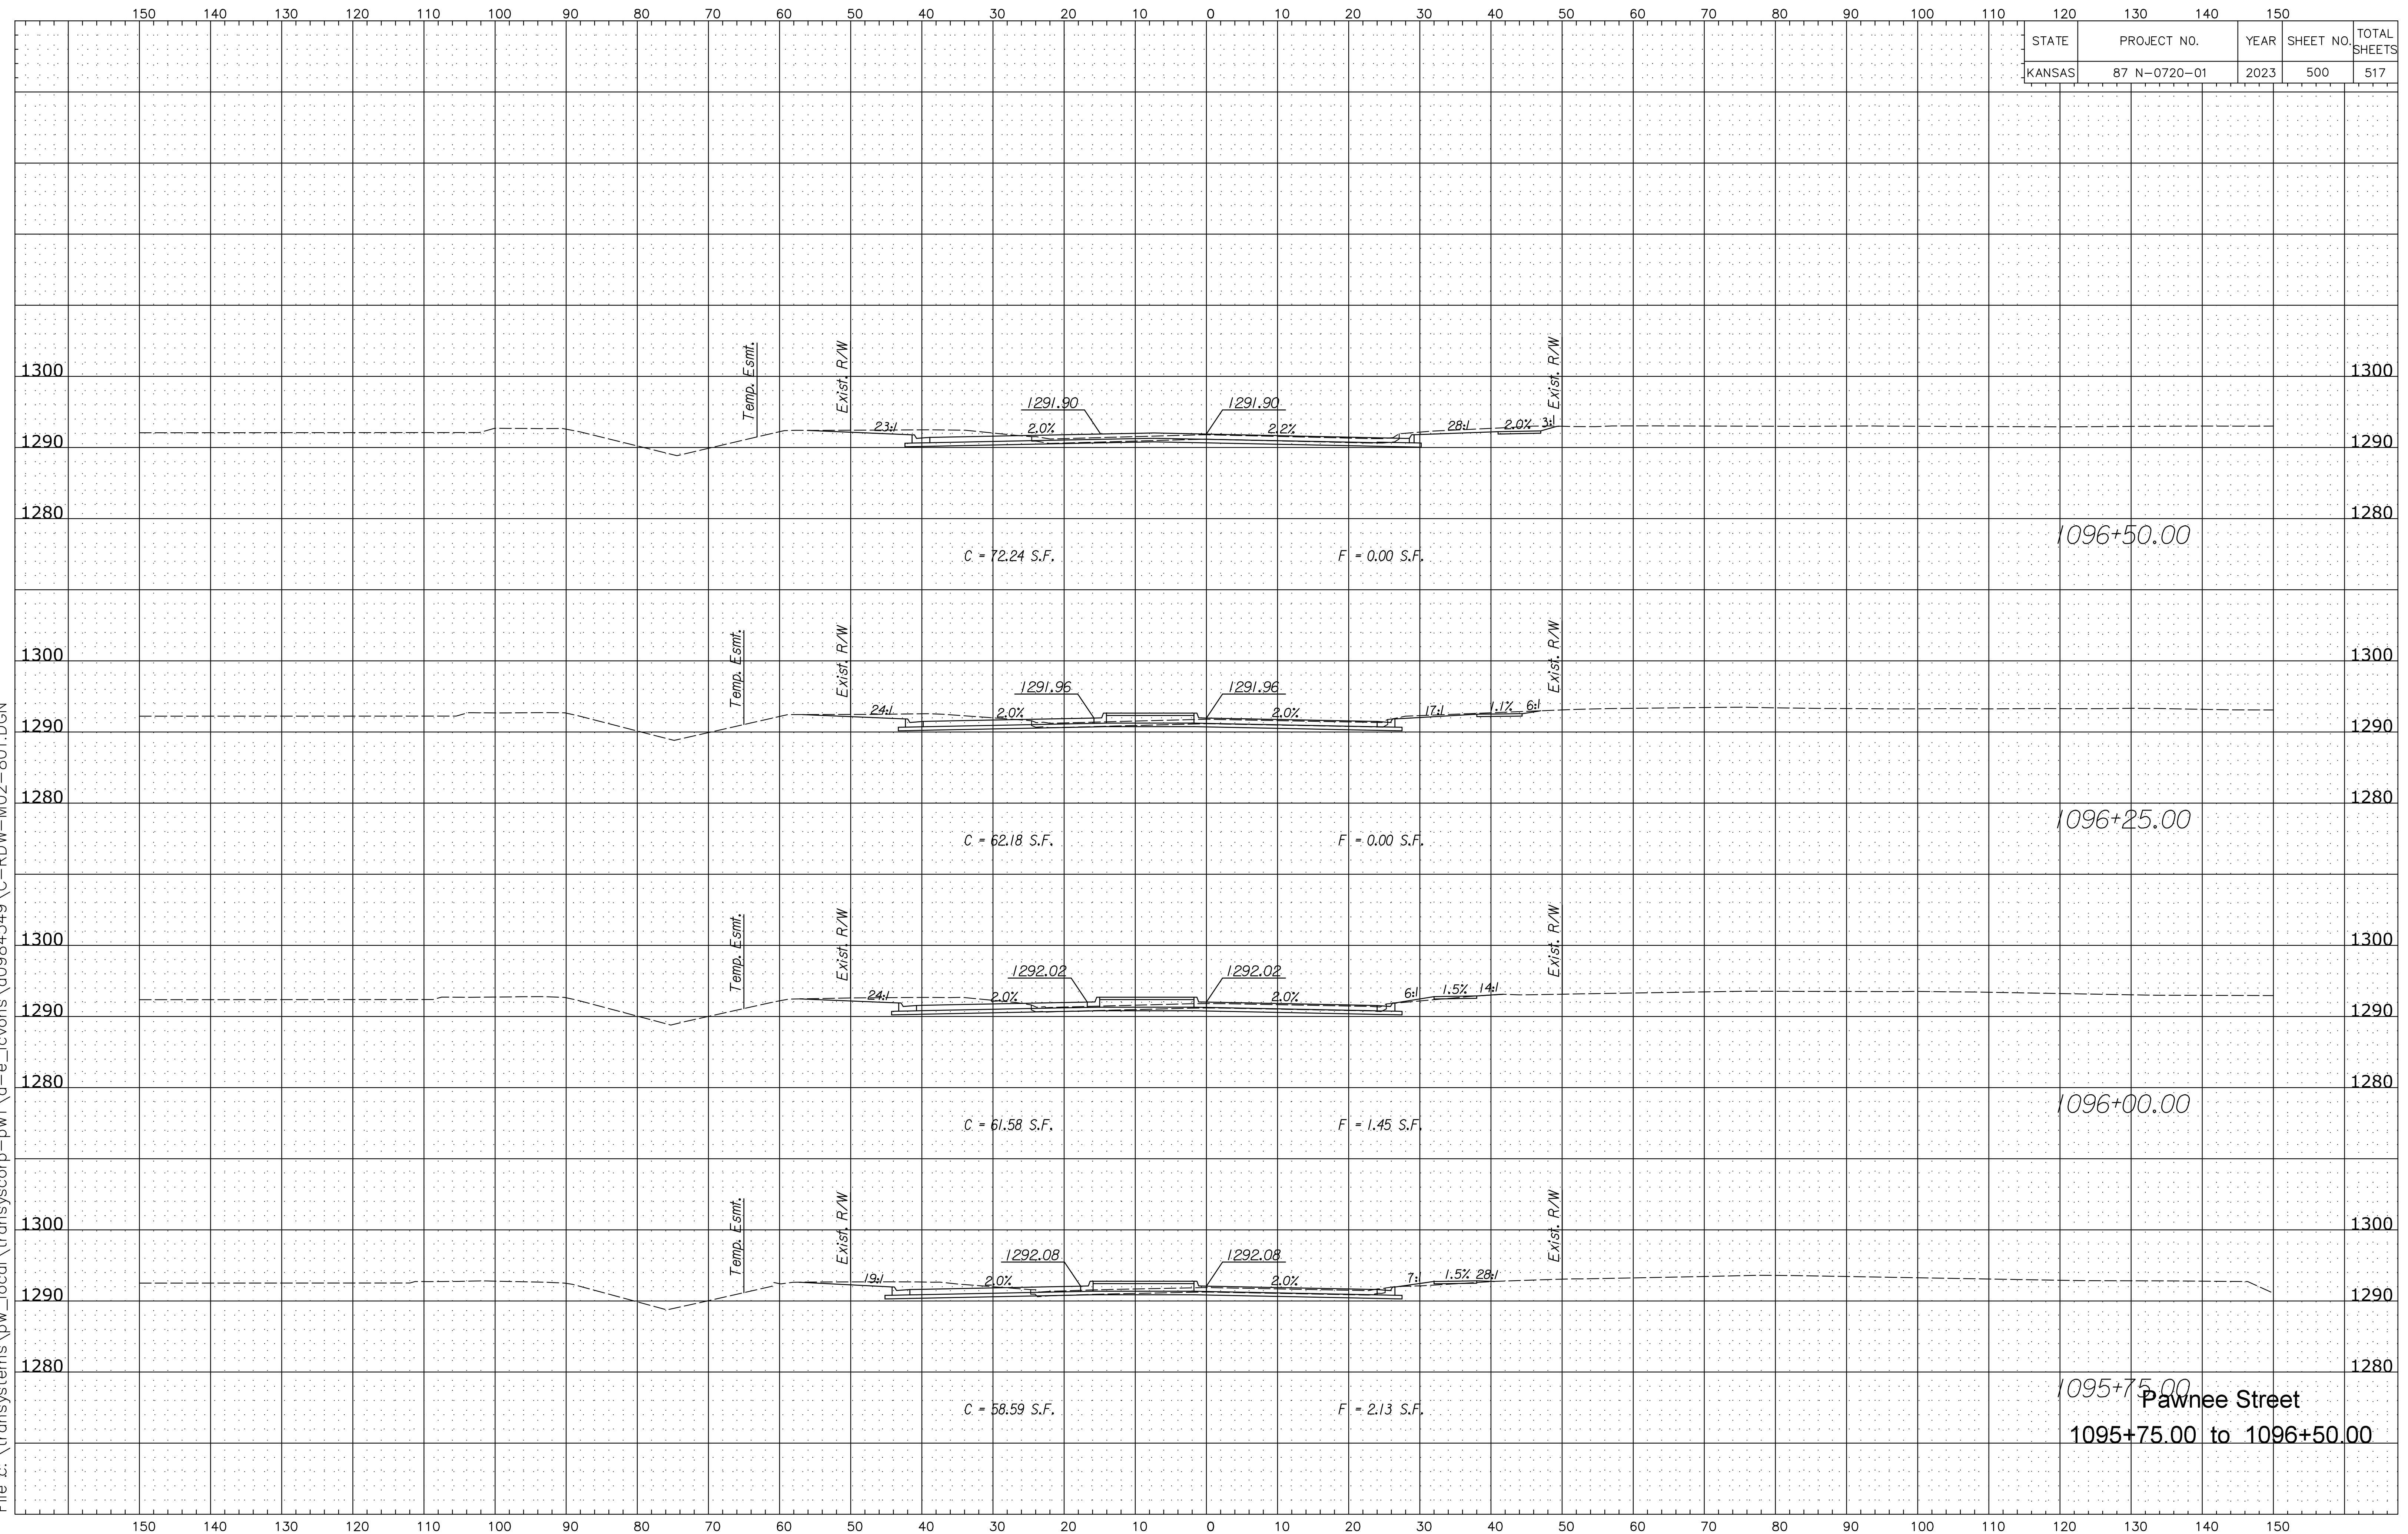 150 140 130 120 110 100 90 80 70 60 50 40 30 20 10 0 10 20 30 40 50 60 70 80 90 100 110 120 130 140 150
STATE PROJECT NO. YEAR SHEET NO. TOTAL SHEETS
KANSAS 87 N-0720-01 2023 500 517
Temp. Esmt. Exist. R/W Exist. R/W
1300 1300
1291.90 1291.90
23:1 2.0% 2.2% 28:1 2.0% 3:1
1290 1290
1280 1280
1096+50.00
C = 72.24 S.F. F = 0.00 S.F.
Temp. Esmt. Exist. R/W Exist. R/W
1300 1300
1291.96 1291.96
24:1 2.0% 2.0% 17:1 1.1% 6:1
1290 1290
1280 1280
1096+25.00
C = 62.18 S.F. F = 0.00 S.F.
Temp. Esmt. Exist. R/W Exist. R/W
1300 1300
1292.02 1292.02
24:1 2.0% 2.0% 6:1 1.5% 14:1
1290 1290
1280 1280
1096+00.00
C = 61.58 S.F. F = 1.45 S.F.
Temp. Esmt. Exist. R/W Exist. R/W
1300 1300
1292.08 1292.08
19:1 2.0% 2.0% 7:1 1.5% 28:1
1290 1290
1280 1280
1095+75.00
C = 58.59 S.F. F = 2.13 S.F.
Pawnee Street
1095+75.00 to 1096+50.00
150 140 130 120 110 100 90 80 70 60 50 40 30 20 10 0 10 20 30 40 50 60 70 80 90 100 110 120 130 140 150